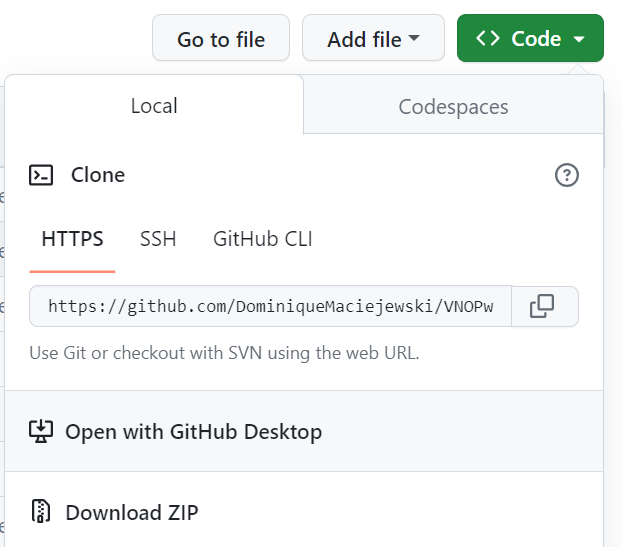 Go to file
Add file
Code
Local
Codespaces
Clone
HTTPS
SSH
GitHub CLI
https://github.com/DominiqueMaciejewski/VNOPw
Use Git or checkout with SVN using the web URL.
Open with GitHub Desktop
Download ZIP